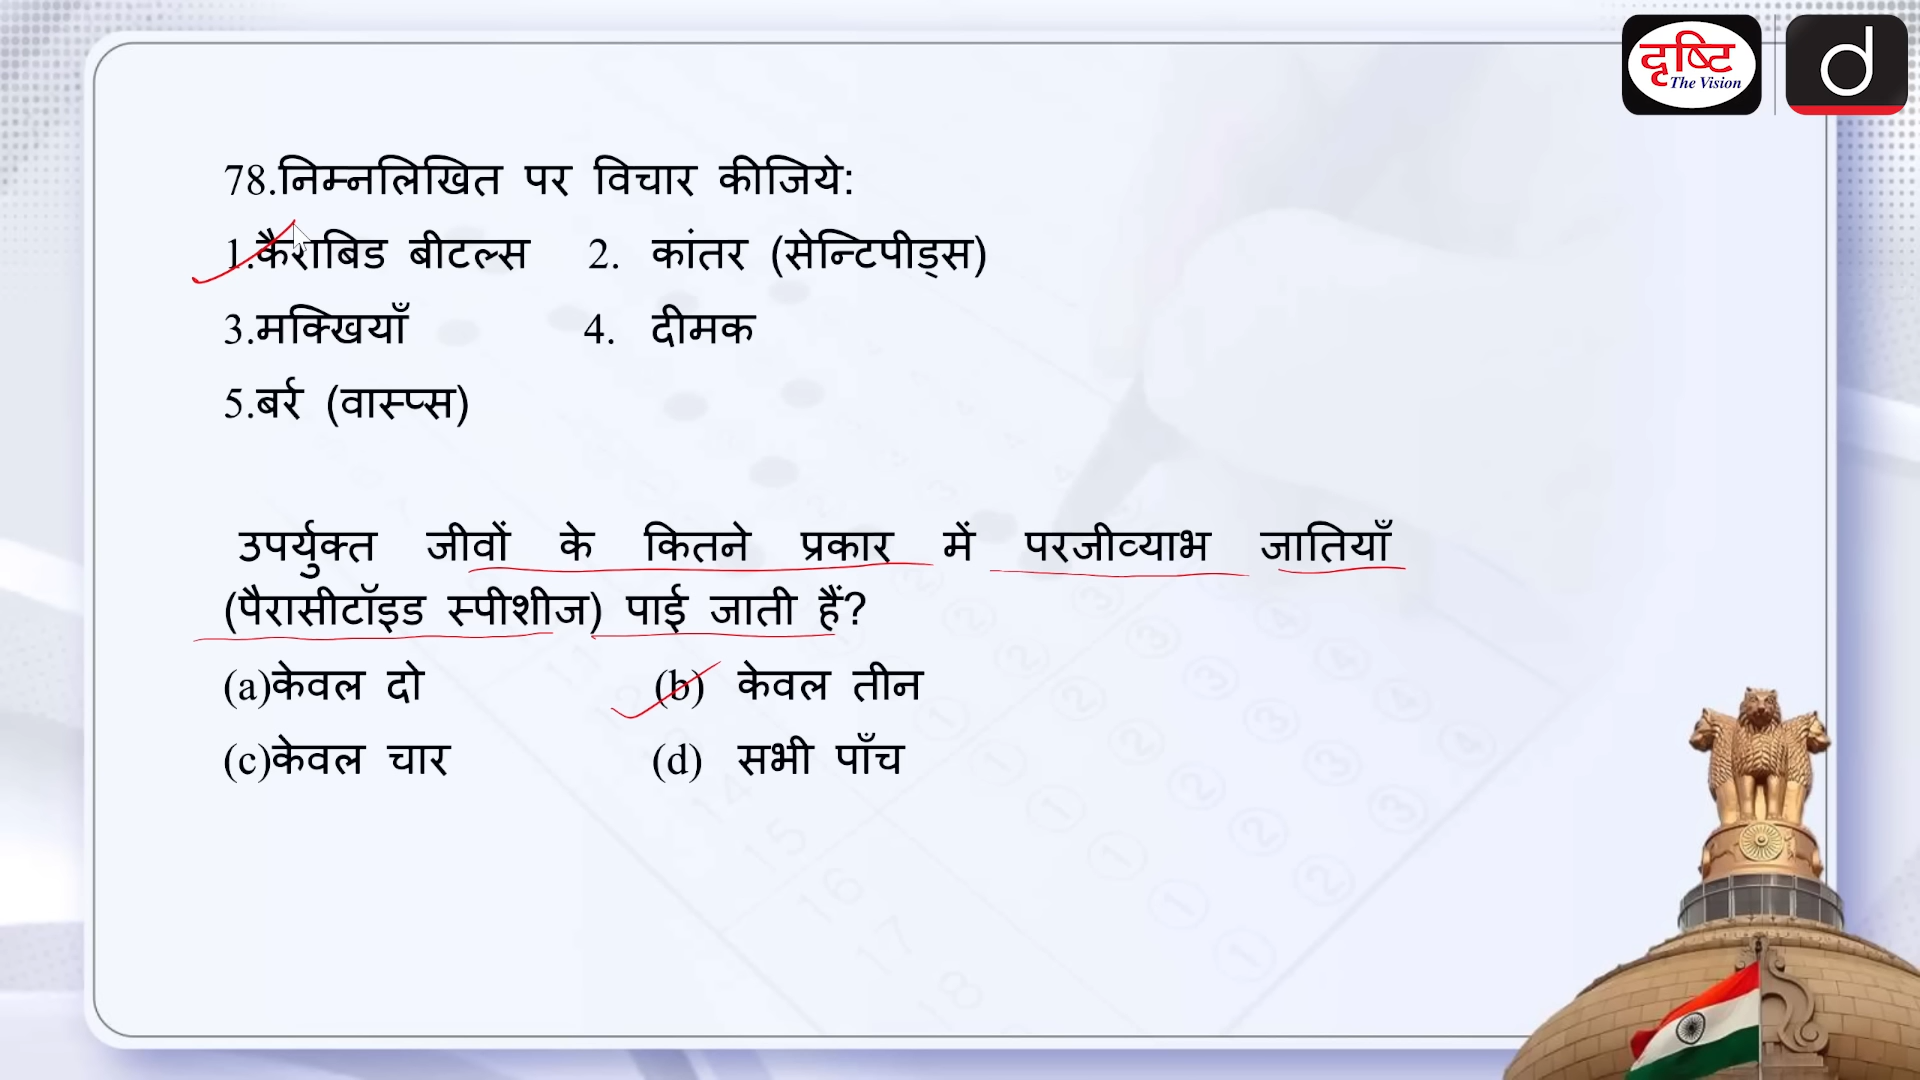 दृष्टि
The Vision
d
78.निम्नलिखित पर विचार कीजिये:
1.कैराबिड बीटल्स 2. कांतर (सेन्टिपीड्स)
3.मक्खियाँ 4. दीमक
5.बर्र (वास्प्स)
उपर्युक्त जीवों के कितने प्रकार में परजीव्याभ जातियाँ
(पैरासीटॉइड स्पीशीज) पाई जाती हैं?
(a)केवल दो (b) केवल तीन
(c)केवल चार (d) सभी पाँच